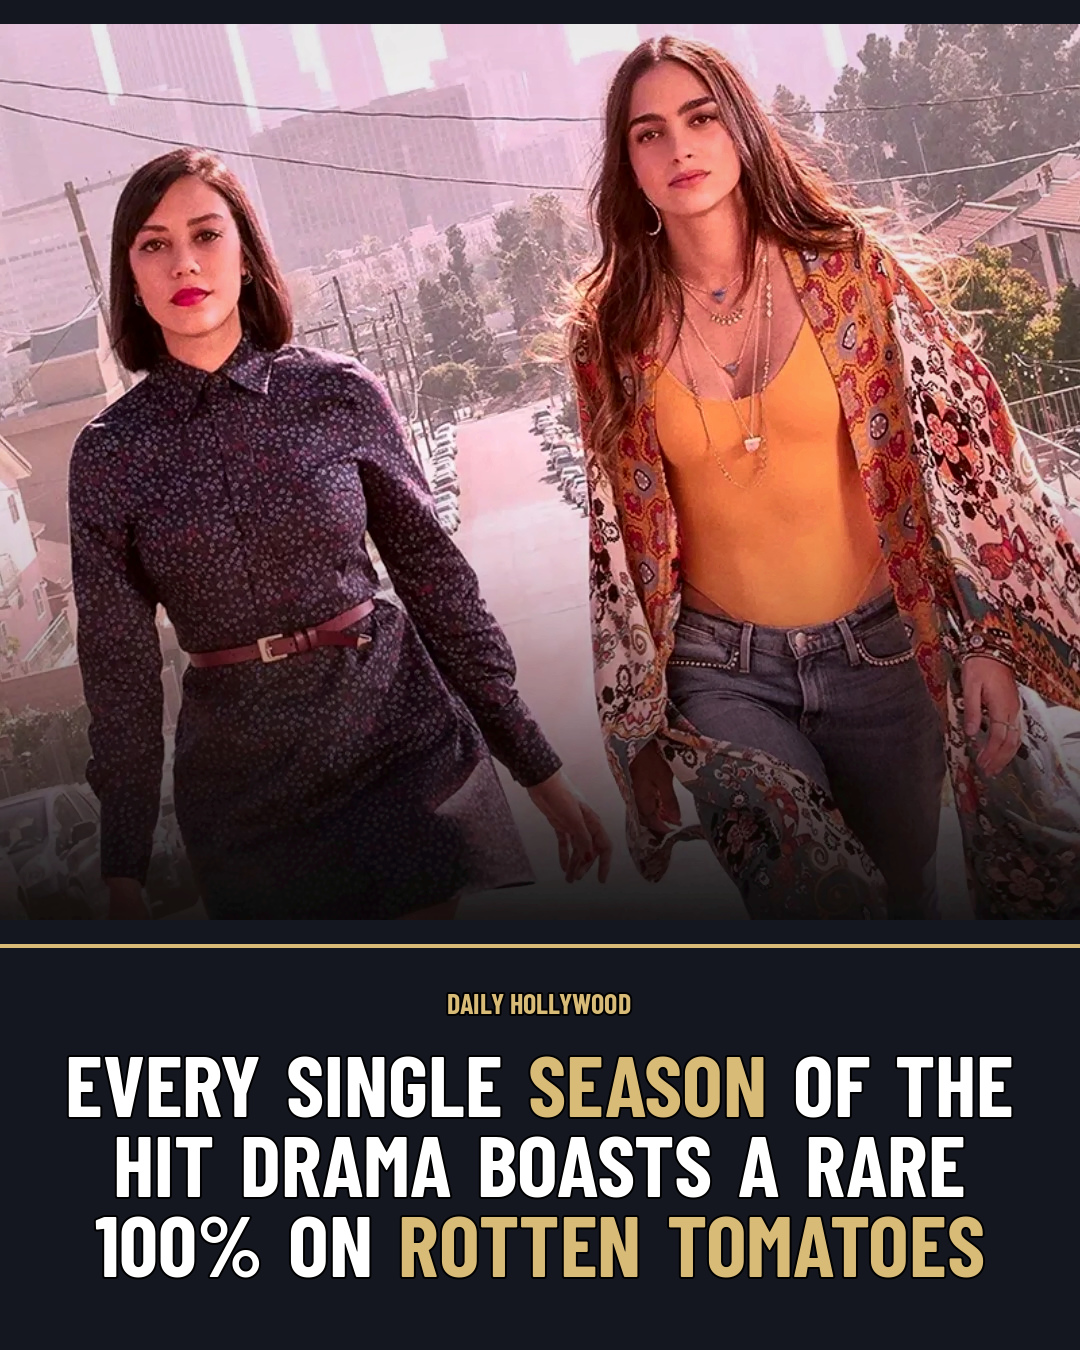 DAILY HOLLYWOOD
EVERY SINGLE SEASON OF THE
HIT DRAMA BOASTS A RARE
100% ON ROTTEN TOMATOES